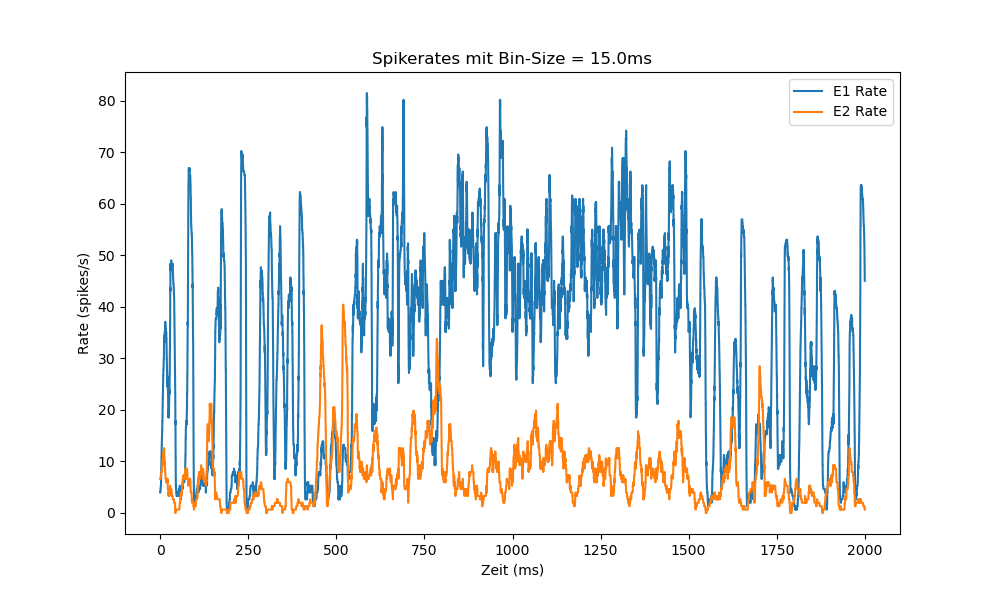 Spikerates mit Bin-Size = 15.0ms
E1 Rate
E2 Rate
80
70
60
50
40
30
20
10
0
Rate (spikes/s)
0 250 500 750 1000 1250 1500 1750 2000
Zeit (ms)